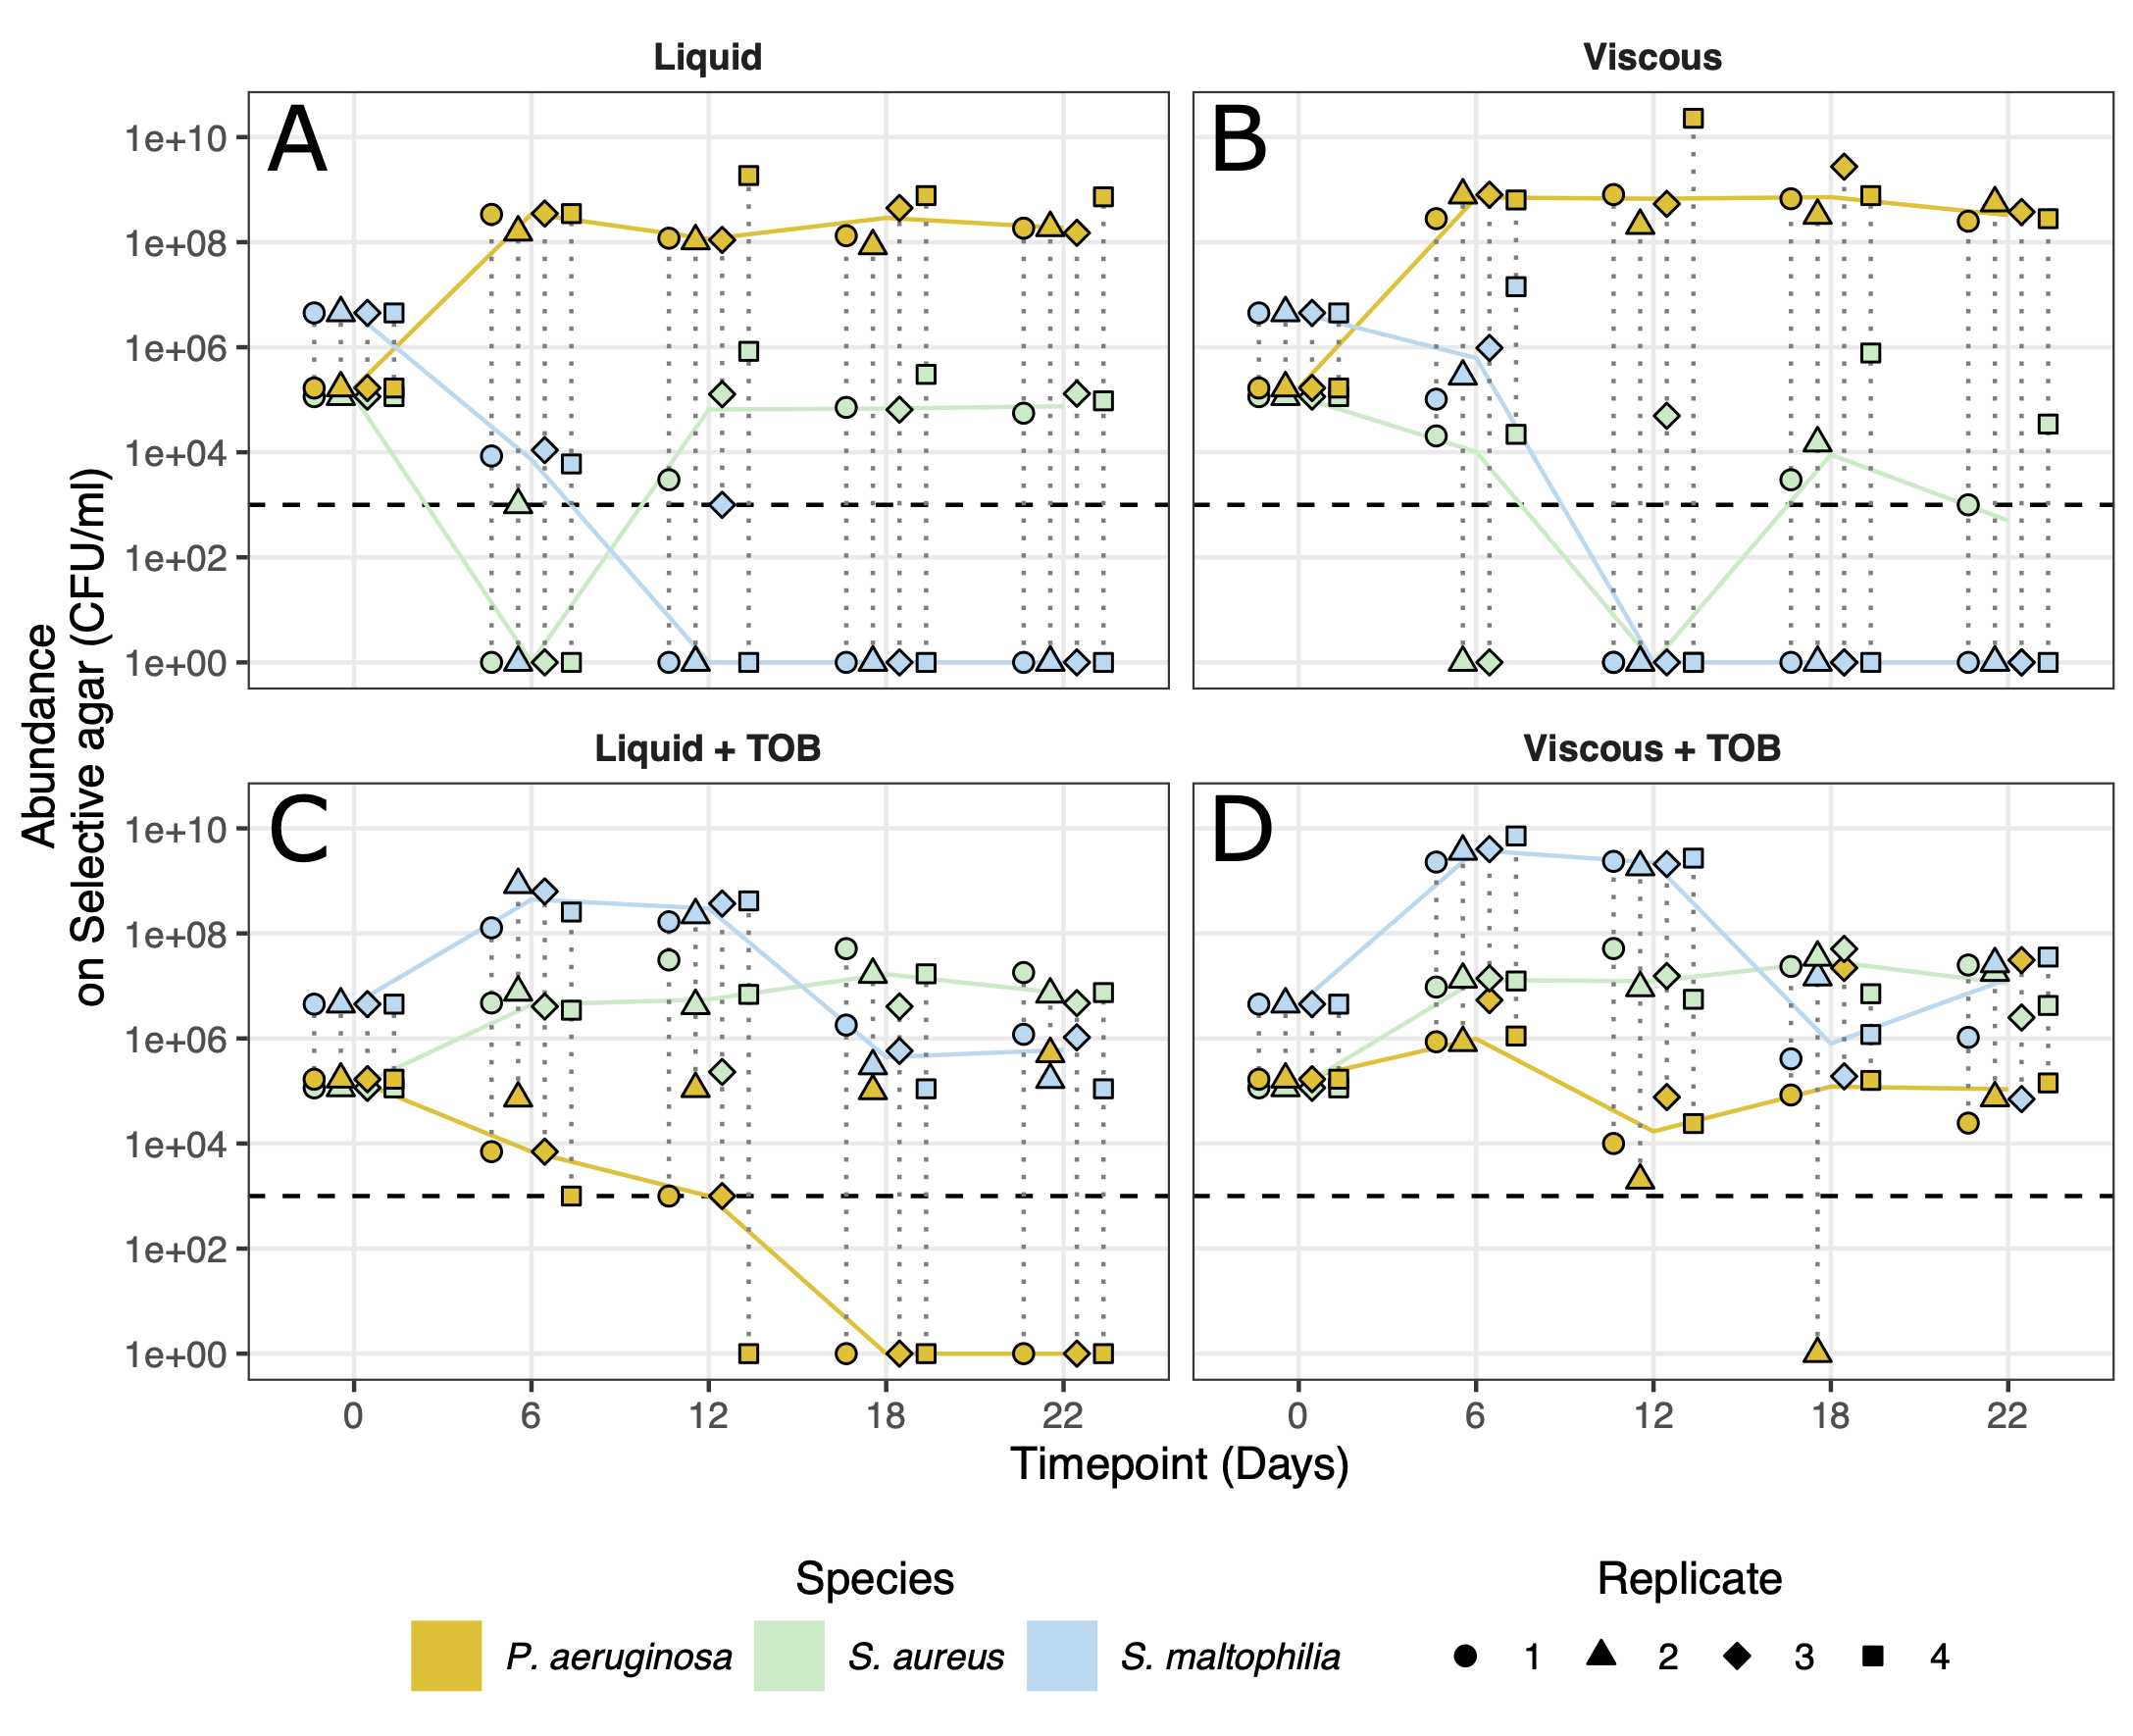 Liquid
Viscous
A
B
1e+10
1e+08
1e+06
1e+04
1e+02
1e+00
Abundance
on Selective agar (CFU/ml)
Liquid + TOB
Viscous + TOB
C
D
1e+10
1e+08
1e+06
1e+04
1e+02
1e+00
0 6 12 18 22
0 6 12 18 22
Timepoint (Days)
Species
P. aeruginosa S. aureus S. maltophilia
Replicate
1 2 3 4